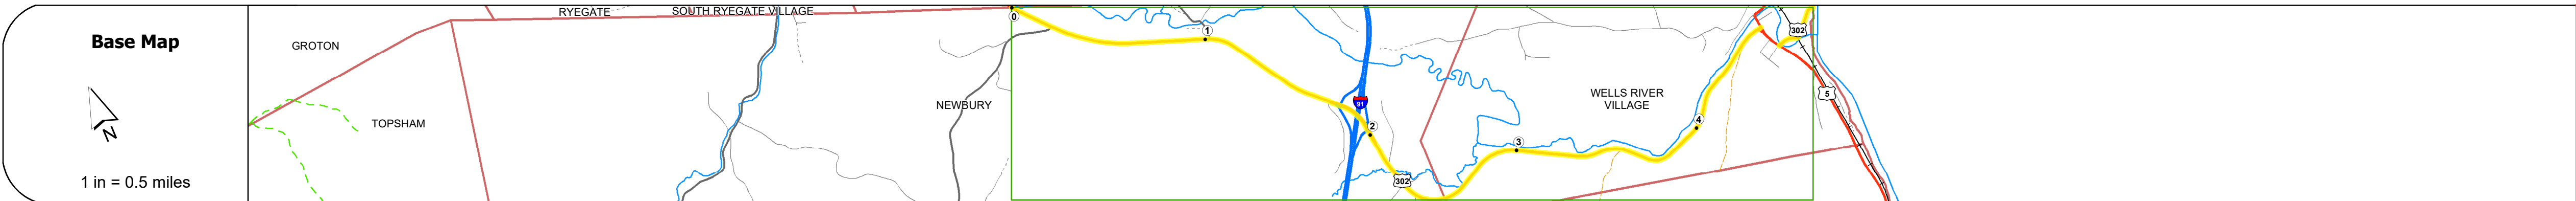 Base Map
N
1 in = 0.5 miles
GROTON
RYEGATE
SOUTH RYEGATE VILLAGE
TOPSHAM
NEWBURY
0
1
91
2
302
3
WELLS RIVER
VILLAGE
4
302
5